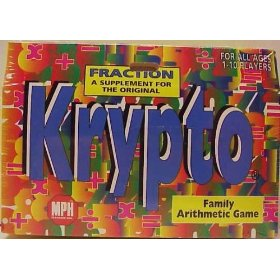 FRACTION
A SUPPLEMENT FOR
THE ORIGINAL
FOR ALL AGES
1-10 PLAYERS
Krypto®
Family
Arithmetic Game
MPH